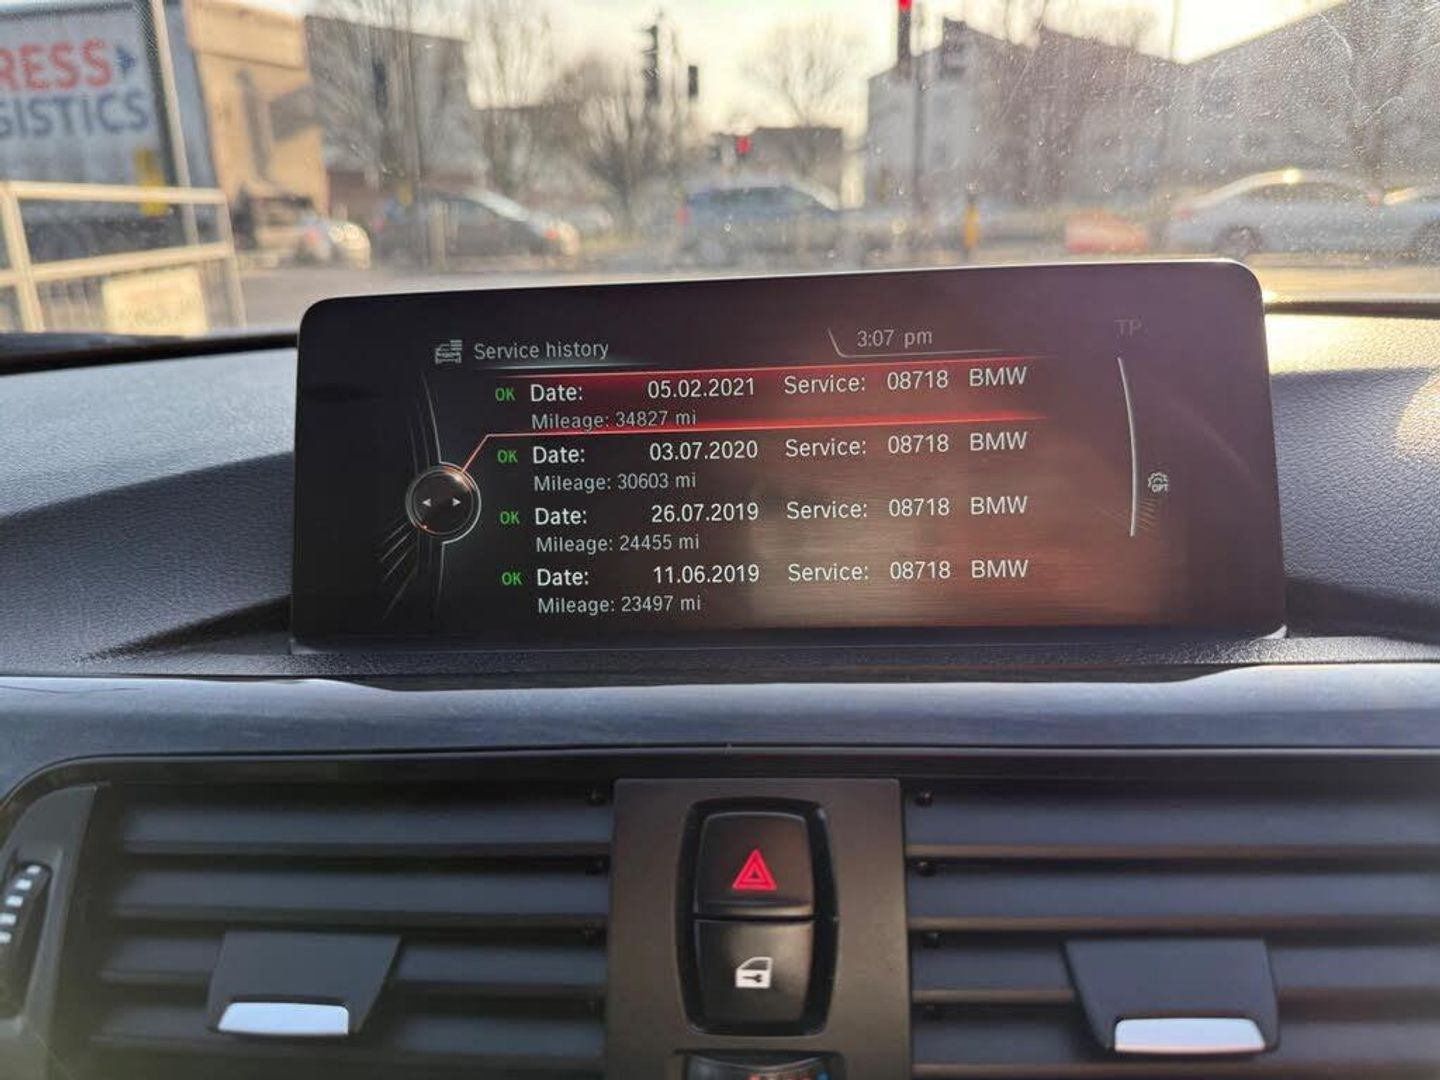 RESS
GISTICS
Service history
3:07 pm
TP
OK Date: 05.02.2021 Service: 08718 BMW
Mileage: 34827 mi
OK Date: 03.07.2020 Service: 08718 BMW
Mileage: 30603 mi
OPT
OK Date: 26.07.2019 Service: 08718 BMW
Mileage: 24455 mi
OK Date: 11.06.2019 Service: 08718 BMW
Mileage: 23497 mi